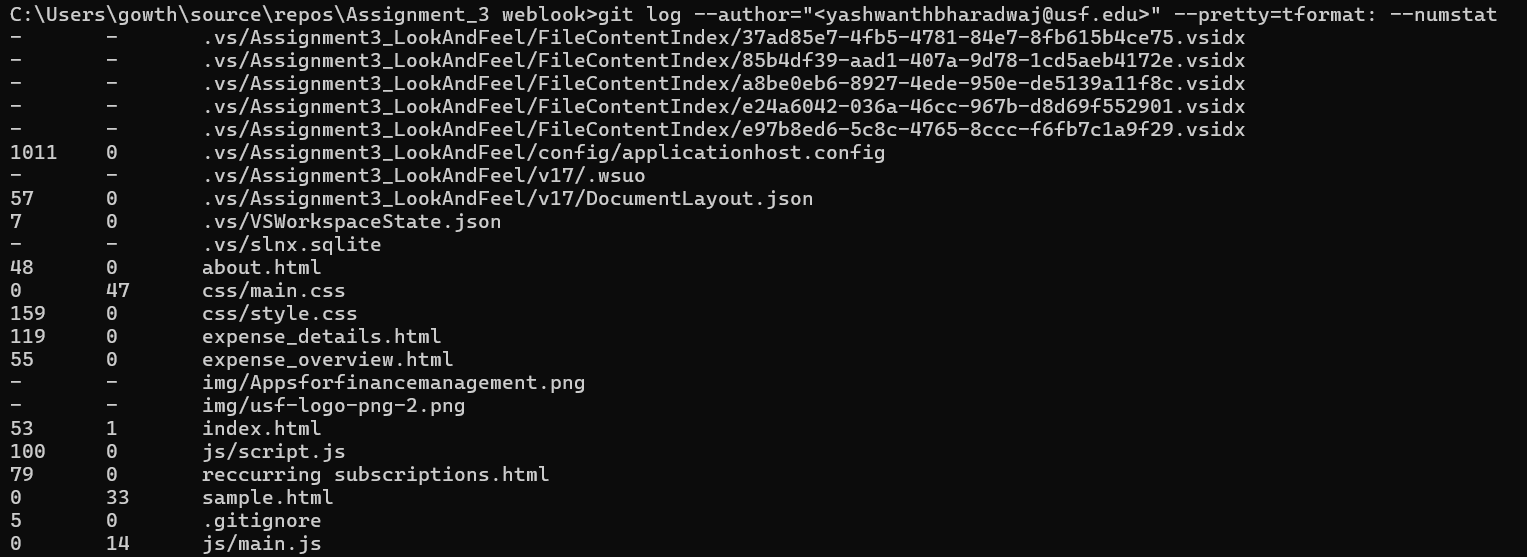 C:\Users\gowth\source\repos\Assignment_3 weblook>git log --author="<yashwanthbharadwaj@usf.edu>" --pretty=tformat: --numstat
- - .vs/Assignment3_LookAndFeel/FileContentIndex/37ad85e7-4fb5-4781-84e7-8fb615b4ce75.vsidx
- - .vs/Assignment3_LookAndFeel/FileContentIndex/85b4df39-aad1-407a-9d78-1cd5aeb4172e.vsidx
- - .vs/Assignment3_LookAndFeel/FileContentIndex/a8be0eb6-8927-4ede-950e-de5139a11f8c.vsidx
- - .vs/Assignment3_LookAndFeel/FileContentIndex/e24a6042-036a-46cc-967b-d8d69f552901.vsidx
- - .vs/Assignment3_LookAndFeel/FileContentIndex/e97b8ed6-5c8c-4765-8ccc-f6fb7c1a9f29.vsidx
1011 0 .vs/Assignment3_LookAndFeel/config/applicationhost.config
- - .vs/Assignment3_LookAndFeel/v17/.wsuo
57 0 .vs/Assignment3_LookAndFeel/v17/DocumentLayout.json
7 0 .vs/VSWorkspaceState.json
- - .vs/slnx.sqlite
48 0 about.html
0 47 css/main.css
159 0 css/style.css
119 0 expense_details.html
55 0 expense_overview.html
- - img/Appsforfinancemanagement.png
- - img/usf-logo-png-2.png
53 1 index.html
100 0 js/script.js
79 0 reccurring subscriptions.html
0 33 sample.html
5 0 .gitignore
0 14 js/main.js